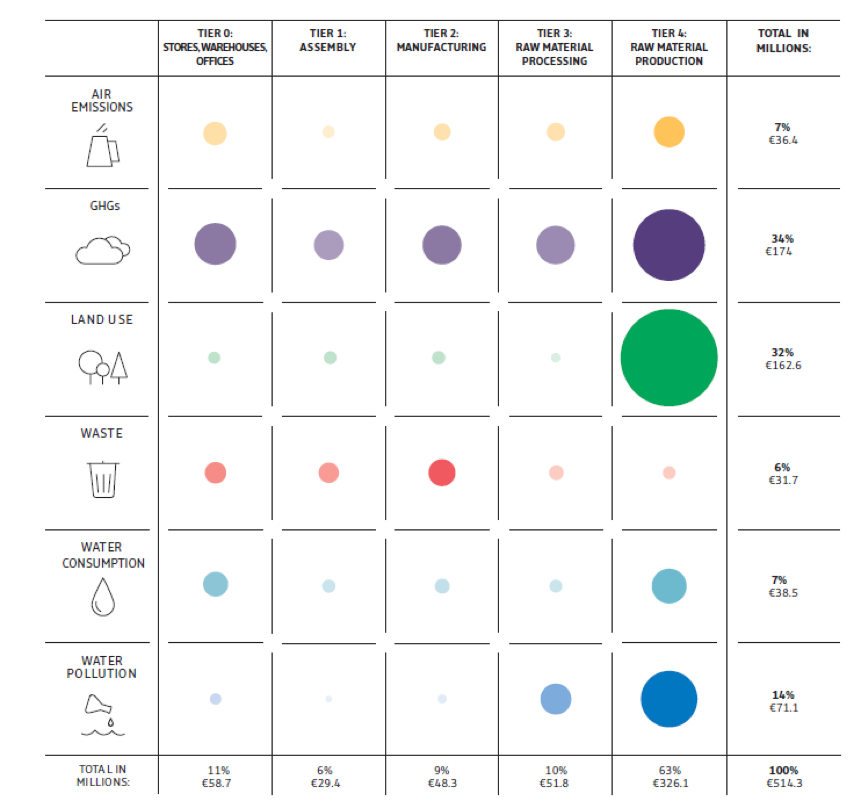 TIER 0:
STORES, WAREHOUSES,
OFFICES
TIER 1:
ASSEMBLY
TIER 2:
MANUFACTURING
TIER 3:
RAW MATERIAL
PROCESSING
TIER 4:
RAW MATERIAL
PRODUCTION
TOTAL IN
MILLIONS:
AIR
EMISSIONS
7%
€36.4
GHGs
34%
€174
LAND USE
32%
€162.6
WASTE
6%
€31.7
WATER
CONSUMPTION
7%
€38.5
WATER
POLLUTION
14%
€71.1
TOTAL IN
MILLIONS:
11%
€58.7
6%
€29.4
9%
€48.3
10%
€51.8
63%
€326.1
100%
€514.3